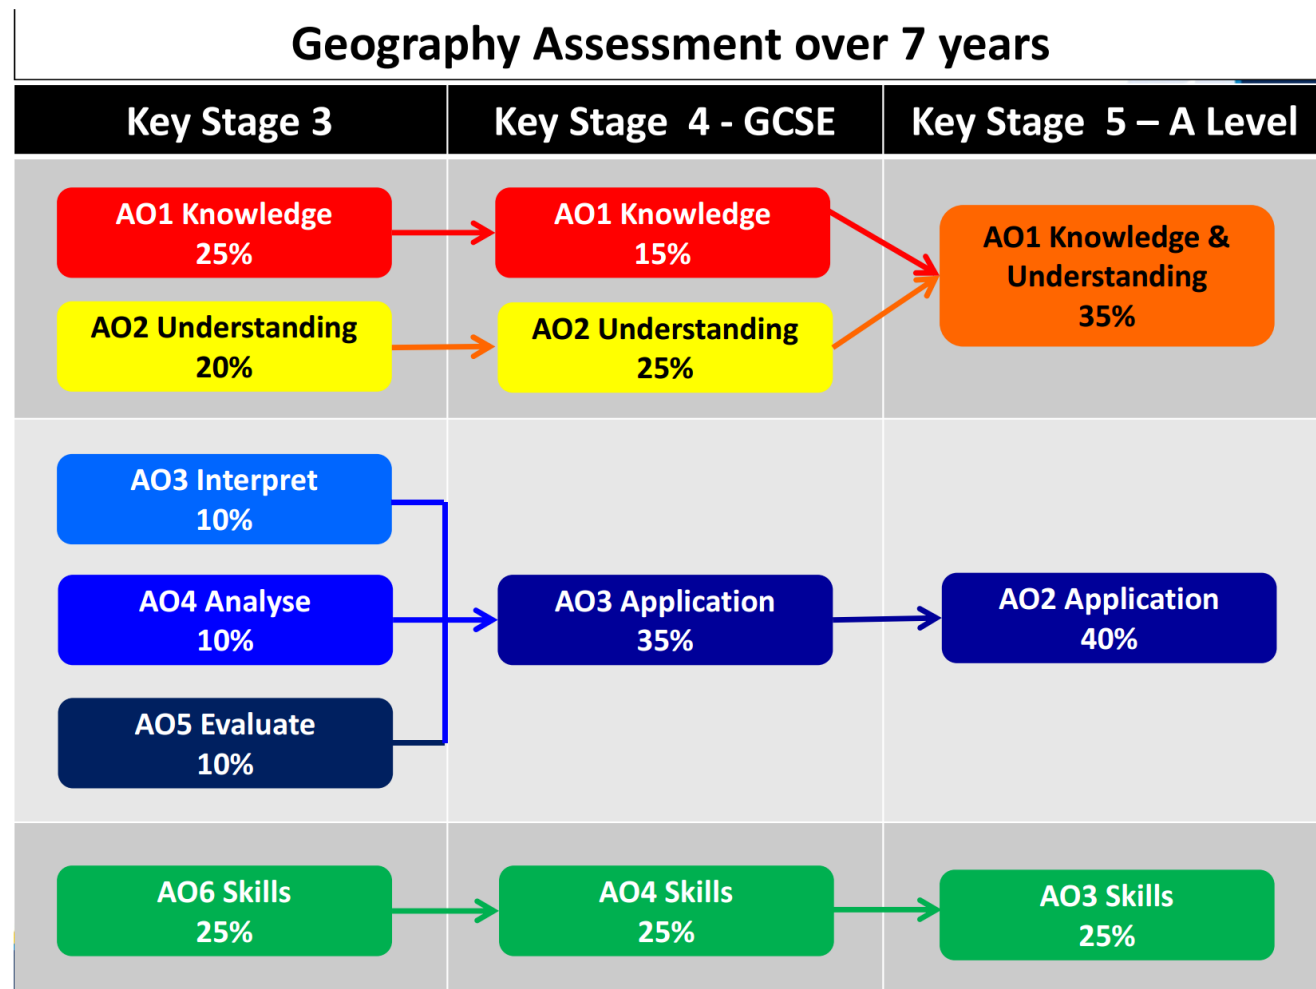 Geography Assessment over 7 years
Key Stage 3
Key Stage 4 - GCSE
Key Stage 5 – A Level
AO1 Knowledge
25%
AO1 Knowledge
15%
AO1 Knowledge &
Understanding
35%
AO2 Understanding
20%
AO2 Understanding
25%
AO3 Interpret
10%
AO4 Analyse
10%
AO5 Evaluate
10%
AO3 Application
35%
AO2 Application
40%
AO6 Skills
25%
AO4 Skills
25%
AO3 Skills
25%